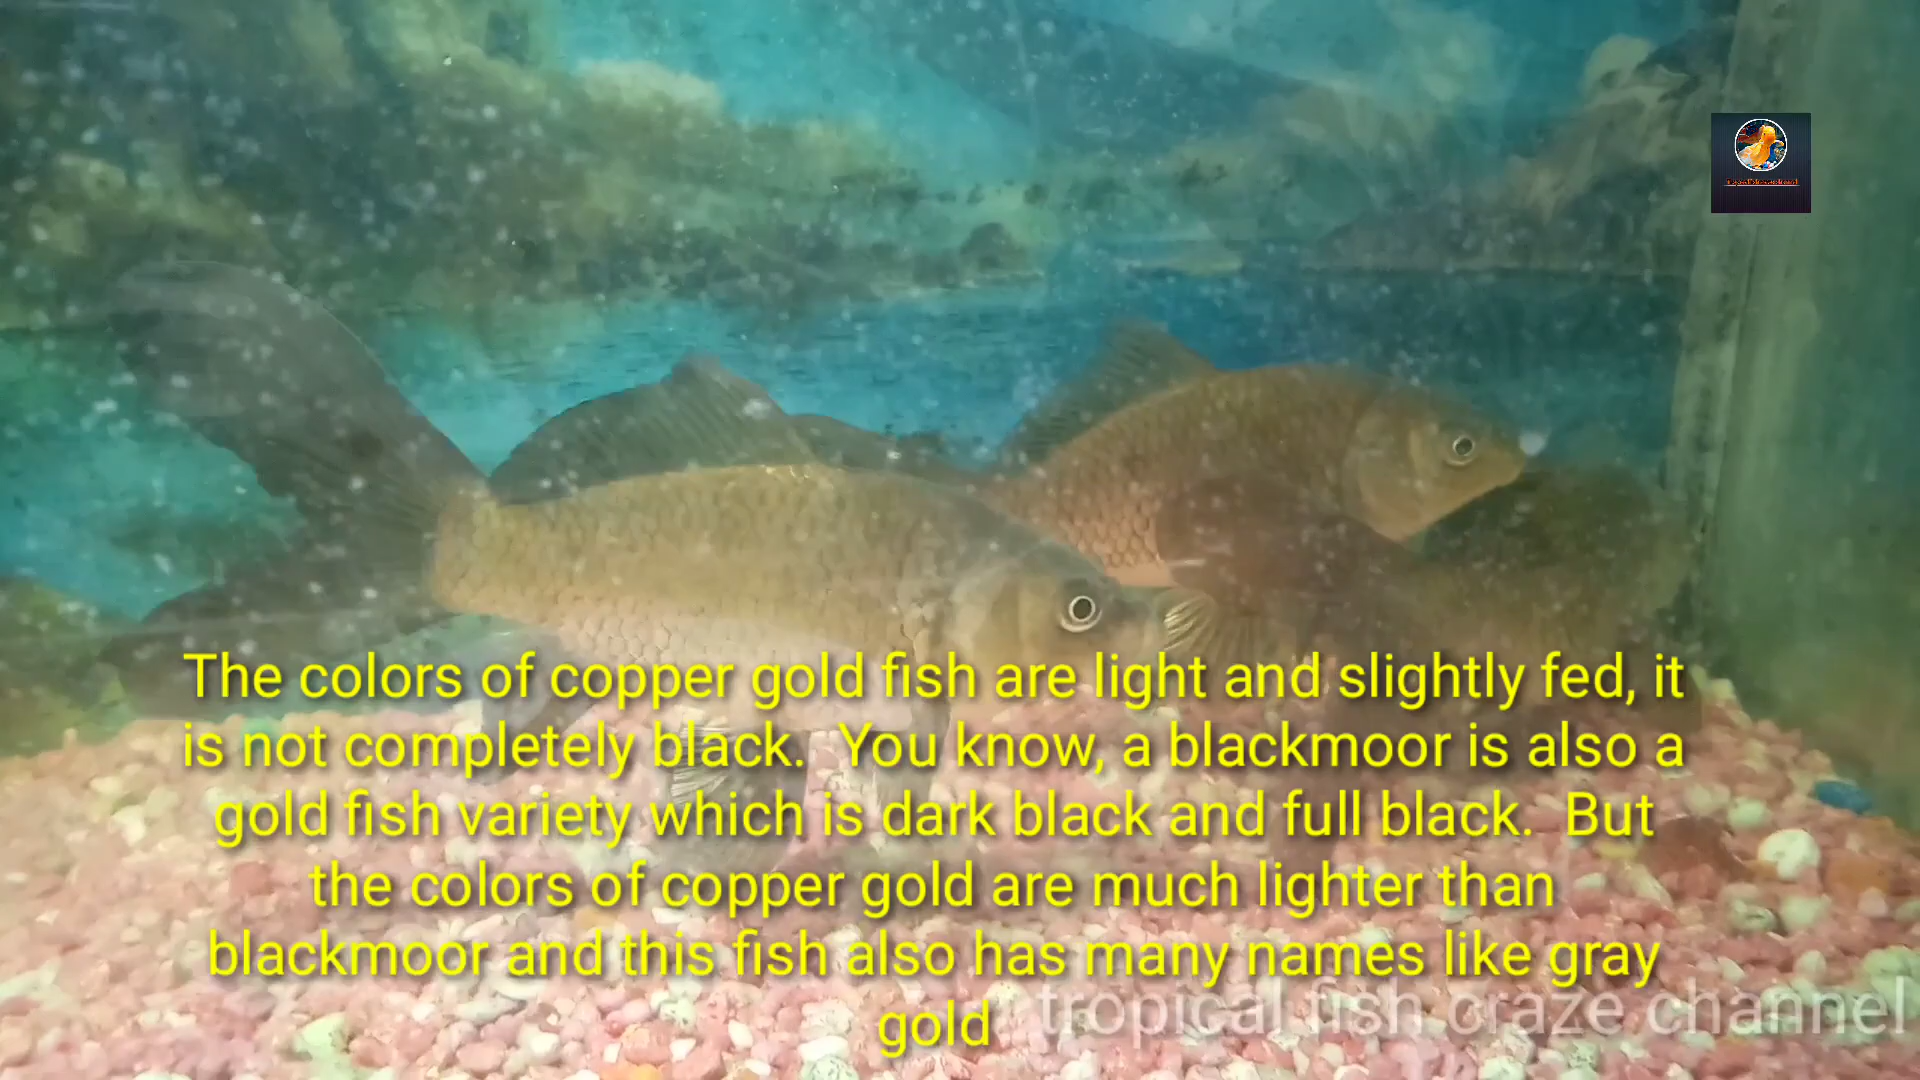 The colors of copper gold fish are light and slightly fed, it
is not completely black.  You know, a blackmoor is also a
gold fish variety which is dark black and full black.  But
the colors of copper gold are much lighter than
blackmoor and this fish also has many names like gray
gold
tropical fish craze channel